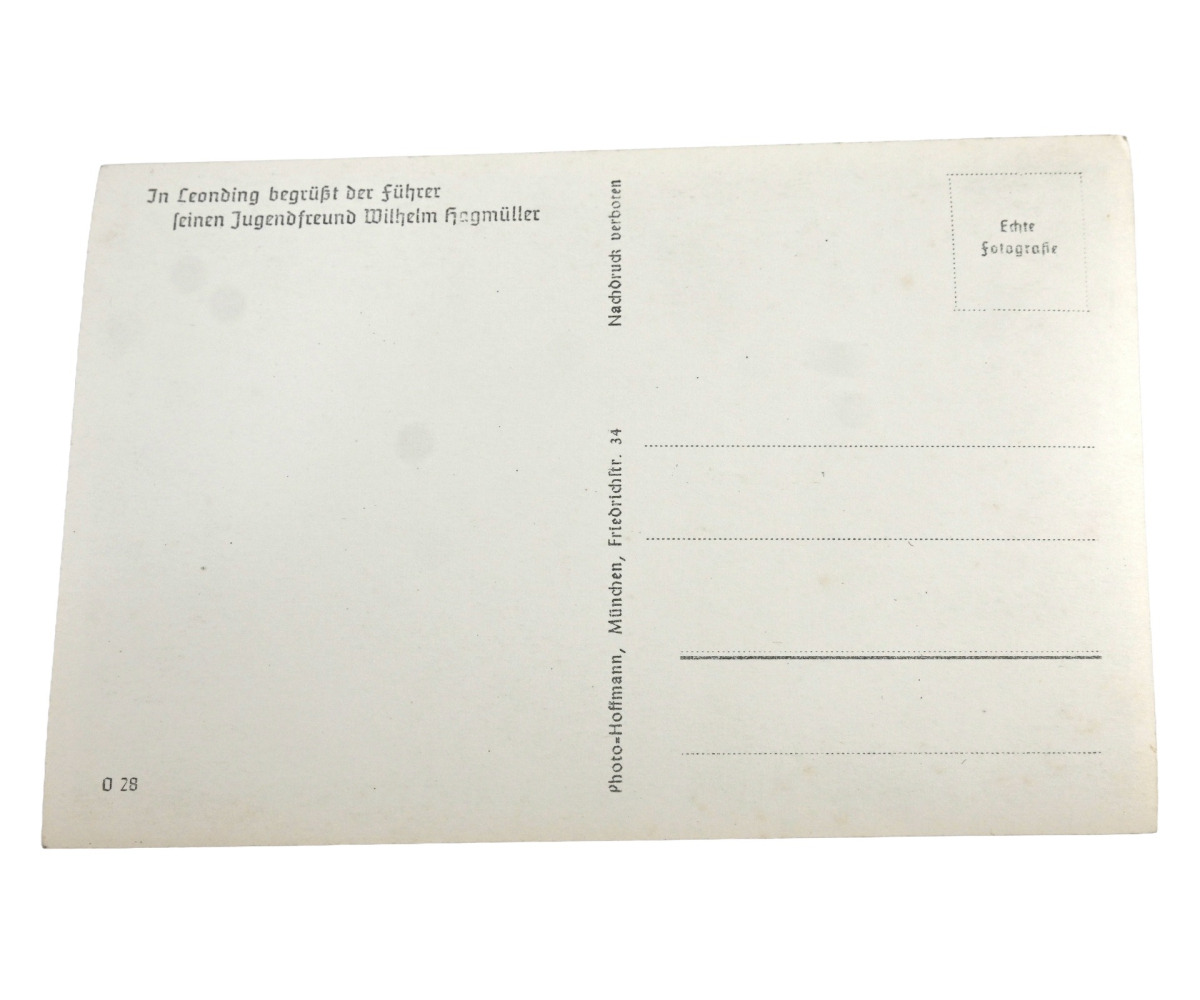 In Leonding begrüßt der Führer
seinen Jugendfreund Wilhelm Hagmüller
O 28
Photo=Hoffmann, München, Friedrichstr. 34
Nachdruck verboten
Echte
Fotografie